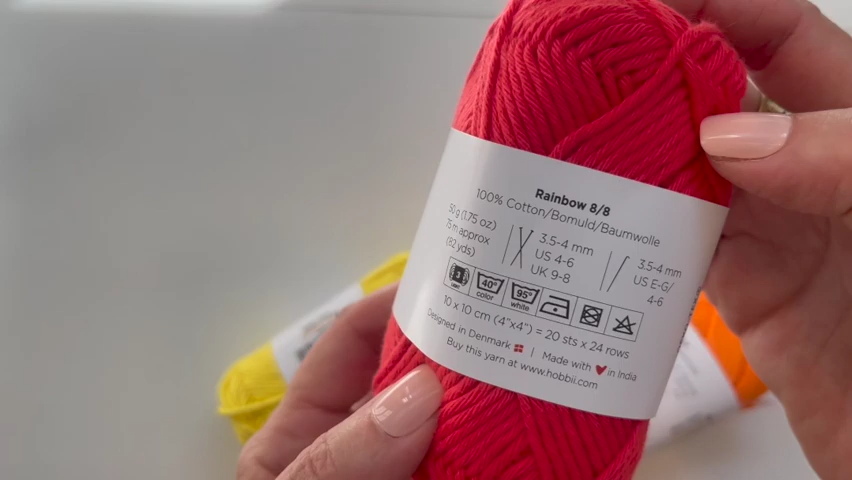 Rainbow 8/8
100% Cotton/Bomuld/Baumwolle
50 g (1.75 oz)
75 m approx
(82 yds)
3.5-4 mm
US 4-6
UK 9-8
3.5-4 mm
US E-G/
4-6
3
40°
color
95°
white
10 x 10 cm (4"x4") = 20 sts x 24 rows
Designed in Denmark | Made with ❤ in India
Buy this yarn at www.hobbii.com